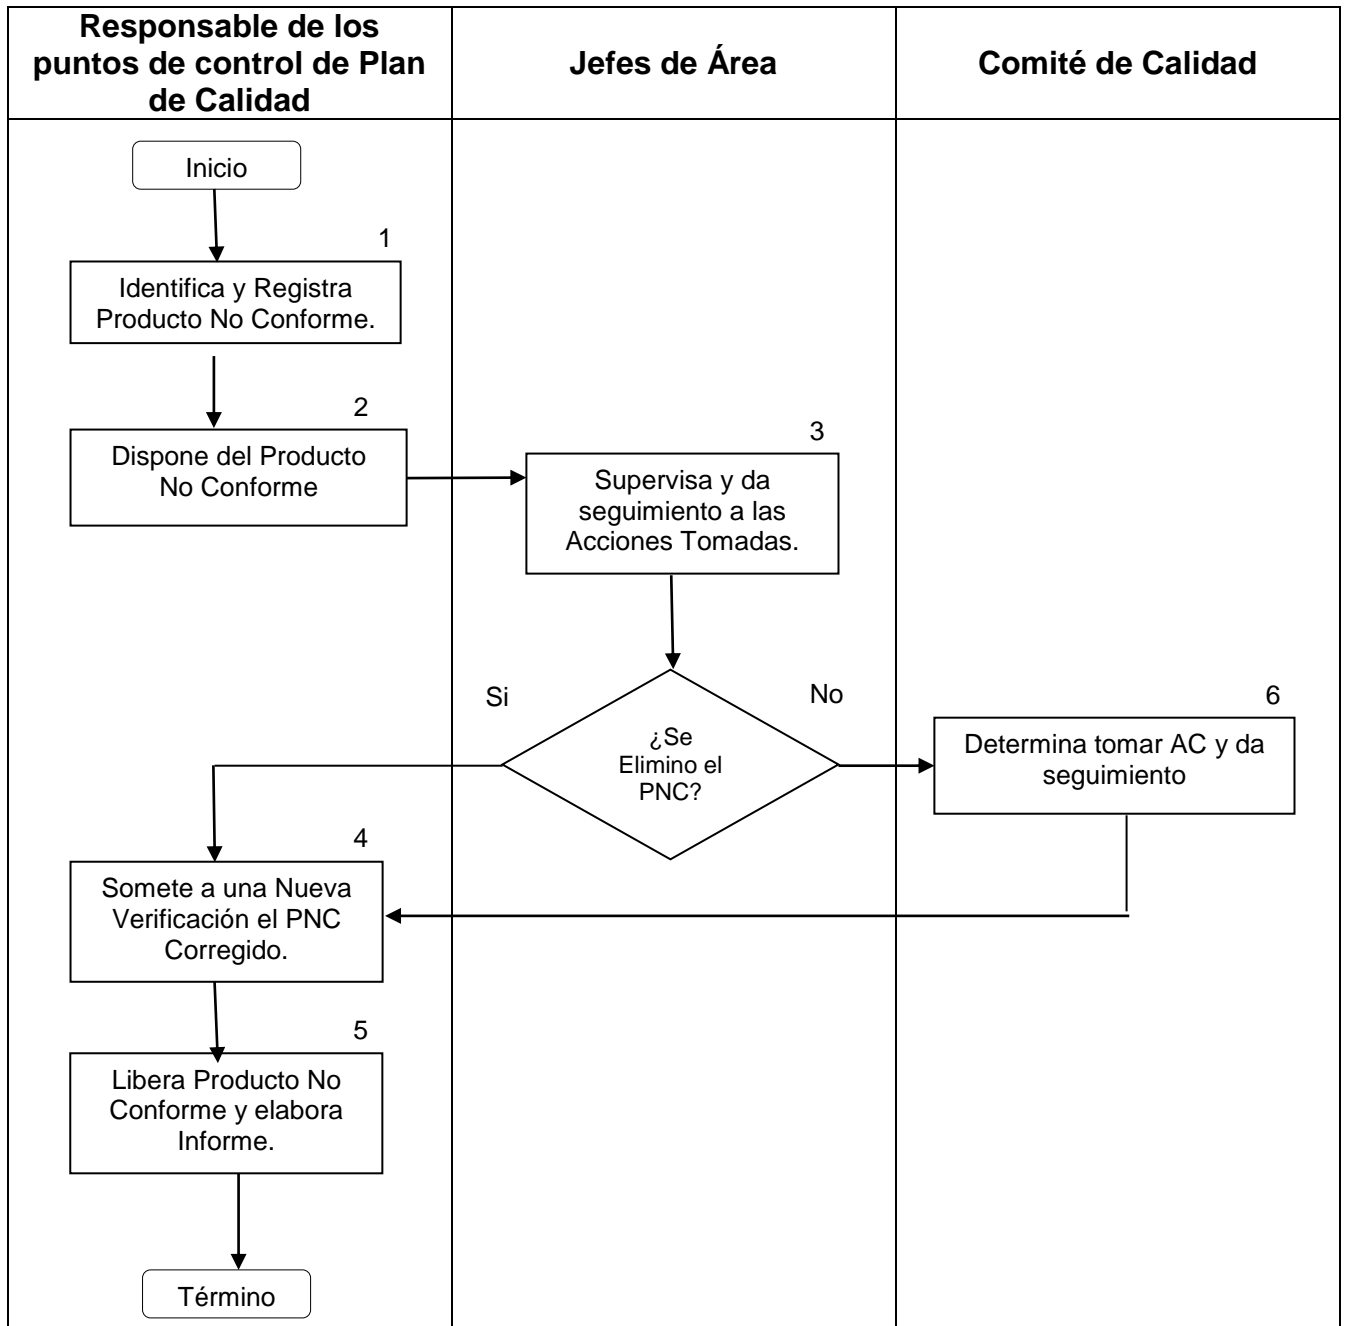 Responsable de los
puntos de control de Plan
de Calidad
Jefes de Área
Comité de Calidad
Inicio
1
Identifica y Registra
Producto No Conforme.
2
Dispone del Producto
No Conforme
3
Supervisa y da
seguimiento a las
Acciones Tomadas.
Si
No
¿Se
Elimino el
PNC?
6
Determina tomar AC y da
seguimiento
4
Somete a una Nueva
Verificación el PNC
Corregido.
5
Libera Producto No
Conforme y elabora
Informe.
Término